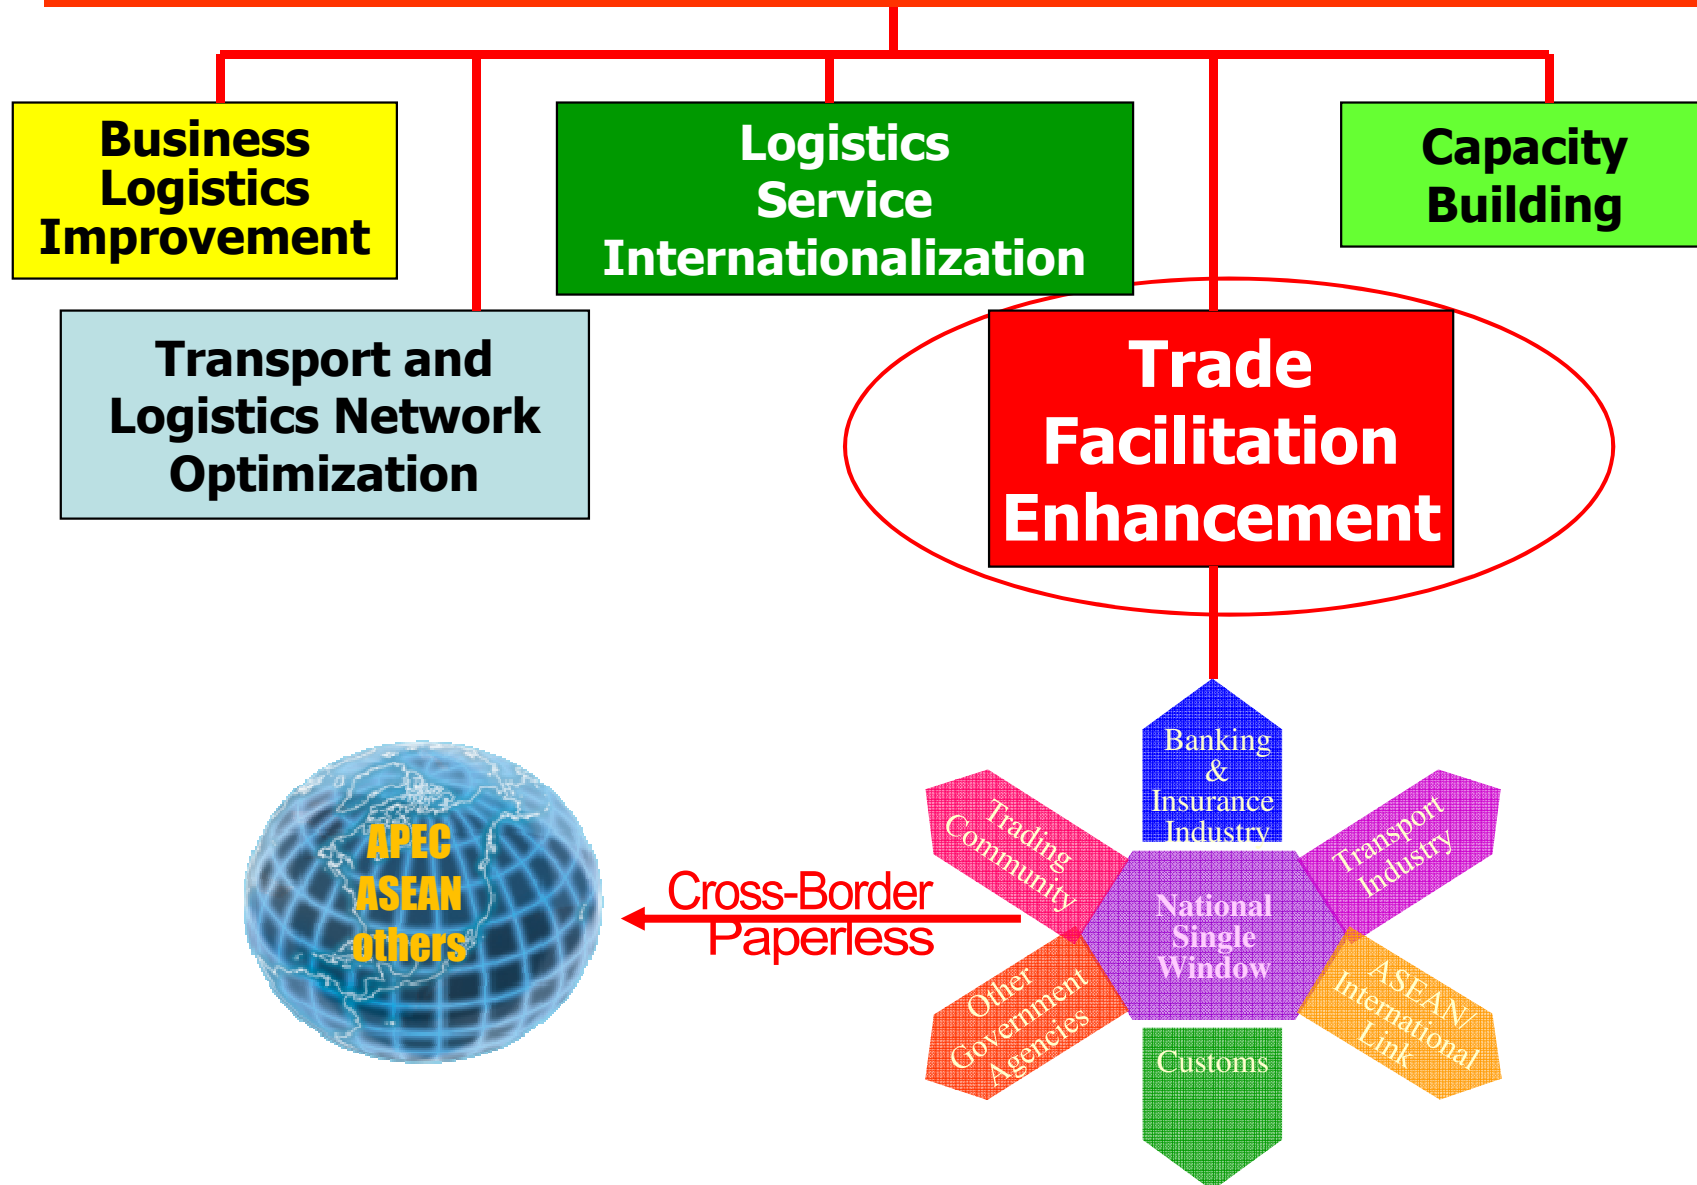 Business
Logistics
Improvement
Logistics
Service
Internationalization
Capacity
Building
Transport and
Logistics Network
Optimization
Trade
Facilitation
Enhancement
Banking
&
Insurance
Industry
Trading
Community
Transport
Industry
National
Single
Window
Other
Government
Agencies
ASEAN/
International
Link
Customs
Cross-Border
Paperless
APEC
ASEAN
others